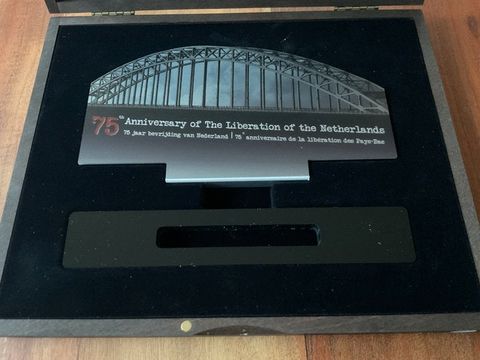 75th Anniversary of The Liberation of the Netherlands
75 jaar bevrijding van Nederland | 75e anniversaire de la libération des Pays-Bas